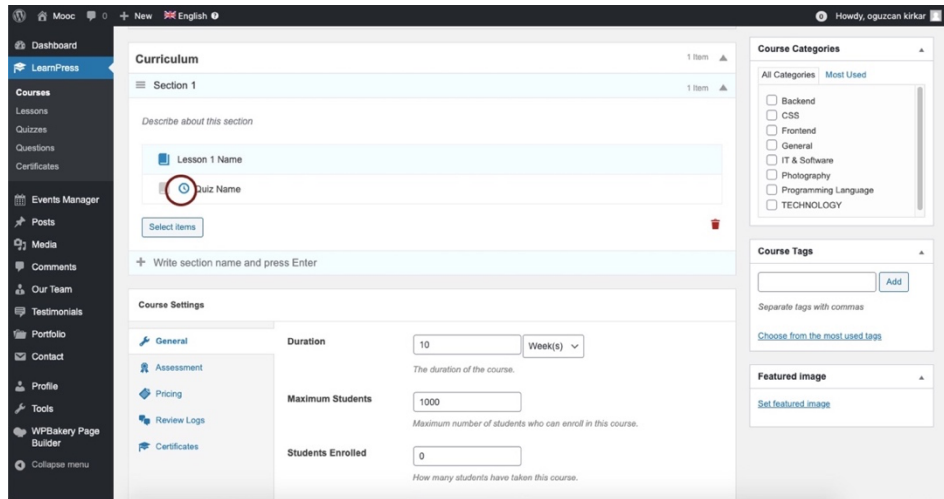 Mooc 0 + New English
Howdy, oguzcan kirkar
Dashboard
LearnPress
Courses
Lessons
Quizzes
Questions
Certificates
Events Manager
Posts
Media
Comments
Our Team
Testimonials
Portfolio
Contact
Profile
Tools
WPBakery Page
Builder
Collapse menu
Curriculum
1 Item
Section 1
1 Item
Describe about this section
Lesson 1 Name
Quiz Name
Select items
+ Write section name and press Enter
Course Settings
General
Assessment
Pricing
Review Logs
Certificates
Duration
10
Week(s)
The duration of the course.
Maximum Students
1000
Maximum number of students who can enroll in this course.
Students Enrolled
0
How many students have taken this course.
Course Categories
All Categories Most Used
Backend
CSS
Frontend
General
IT & Software
Photography
Programming Language
TECHNOLOGY
Course Tags
Add
Separate tags with commas
Choose from the most used tags
Featured image
Set featured image